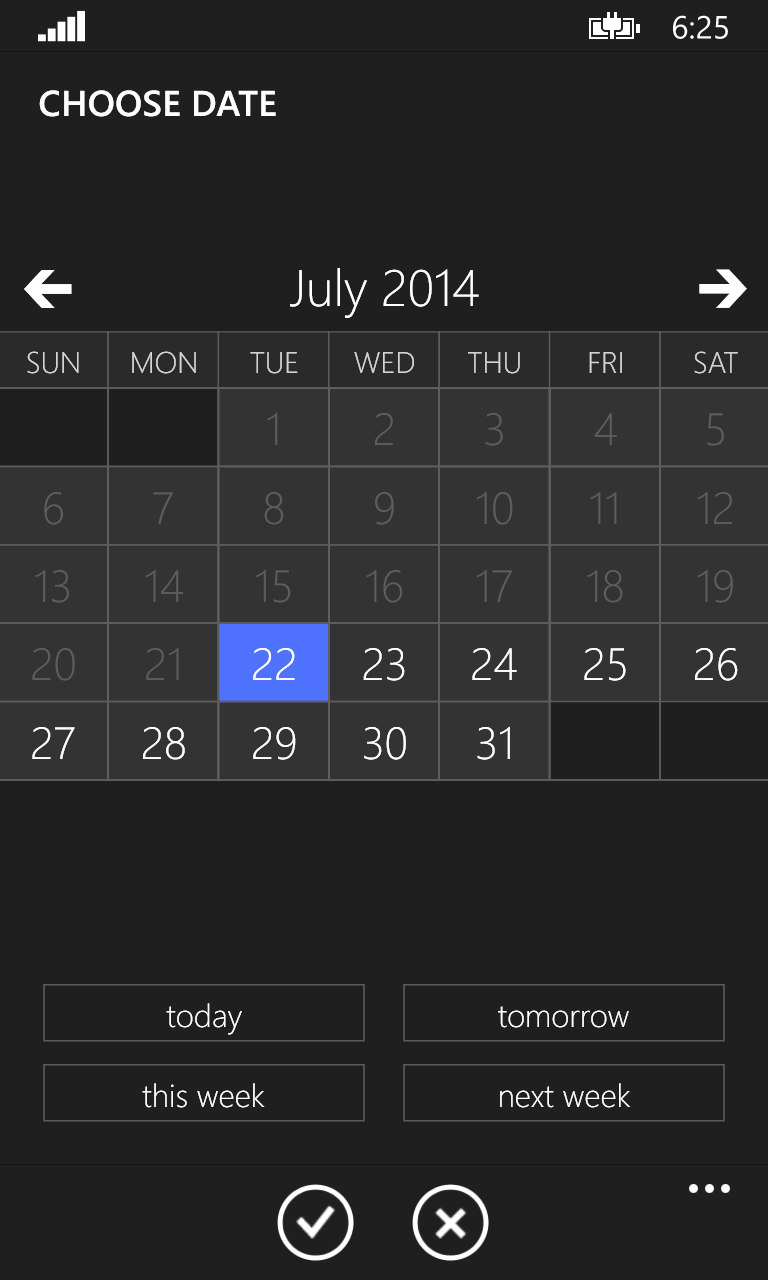 6:25
CHOOSE DATE
July 2014
SUN MON TUE WED THU FRI SAT
1 2 3 4 5
6 7 8 9 10 11 12
13 14 15 16 17 18 19
20 21 22 23 24 25 26
27 28 29 30 31
today tomorrow
this week next week